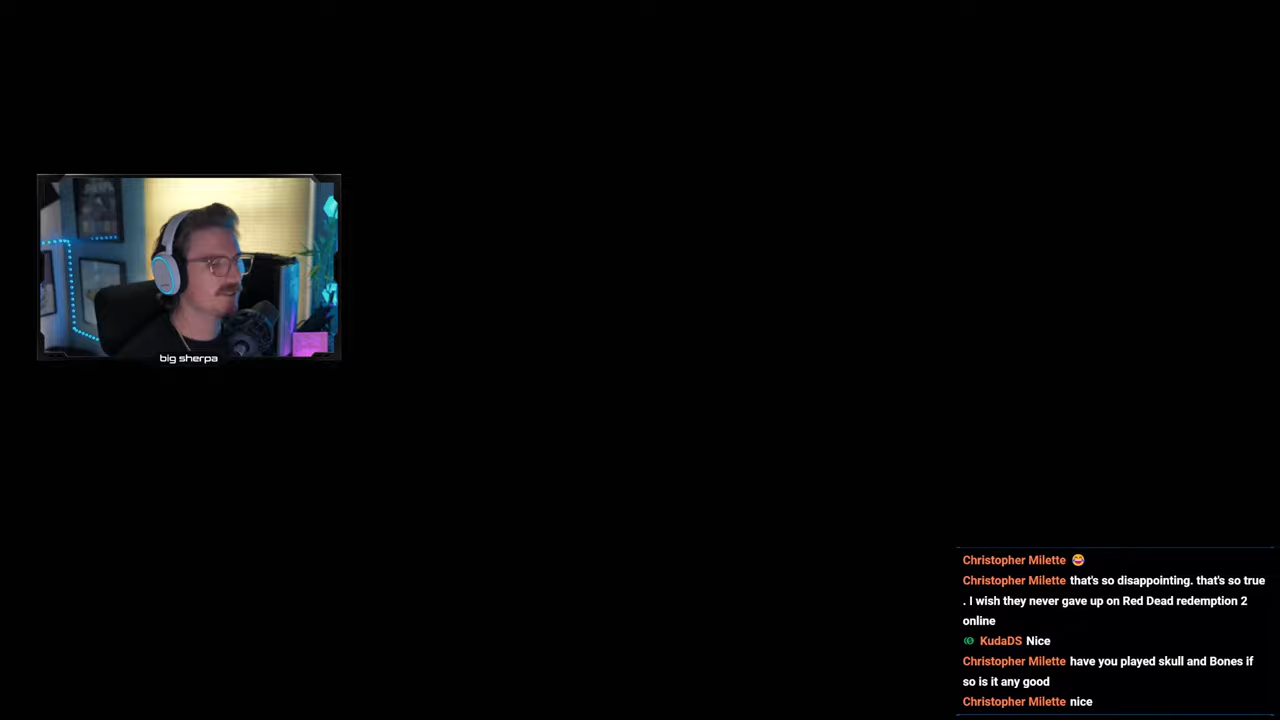 big sherpa
Christopher Milette 😂
Christopher Milette that's so disappointing. that's so true
. I wish they never gave up on Red Dead redemption 2
online
KudaDS Nice
Christopher Milette have you played skull and Bones if
so is it any good
Christopher Milette nice